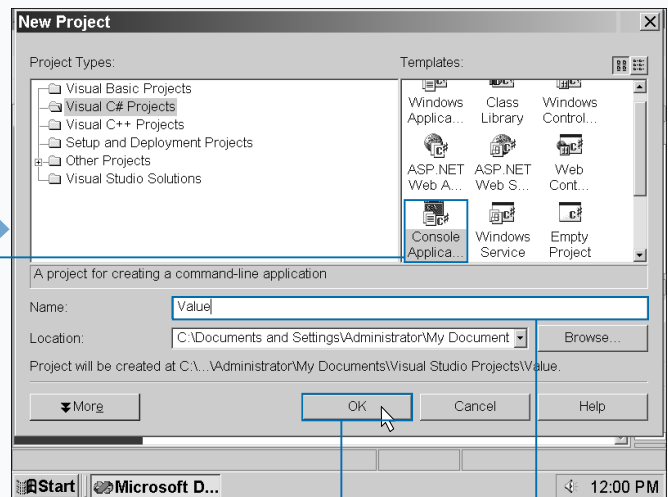 New Project
Project Types:
Templates:
Visual Basic Projects
Visual C# Projects
Visual C++ Projects
Setup and Deployment Projects
Other Projects
Visual Studio Solutions
Windows Applica...
Class Library
Windows Control...
ASP.NET Web A...
ASP.NET Web S...
Web Cont...
Console Applica...
Windows Service
Empty Project
A project for creating a command-line application
Name:
Value
Location:
C:\Documents and Settings\Administrator\My Document
Browse...
Project will be created at C:\...\Administrator\My Documents\Visual Studio Projects\Value.
More
OK
Cancel
Help
Start
Microsoft D...
12:00 PM